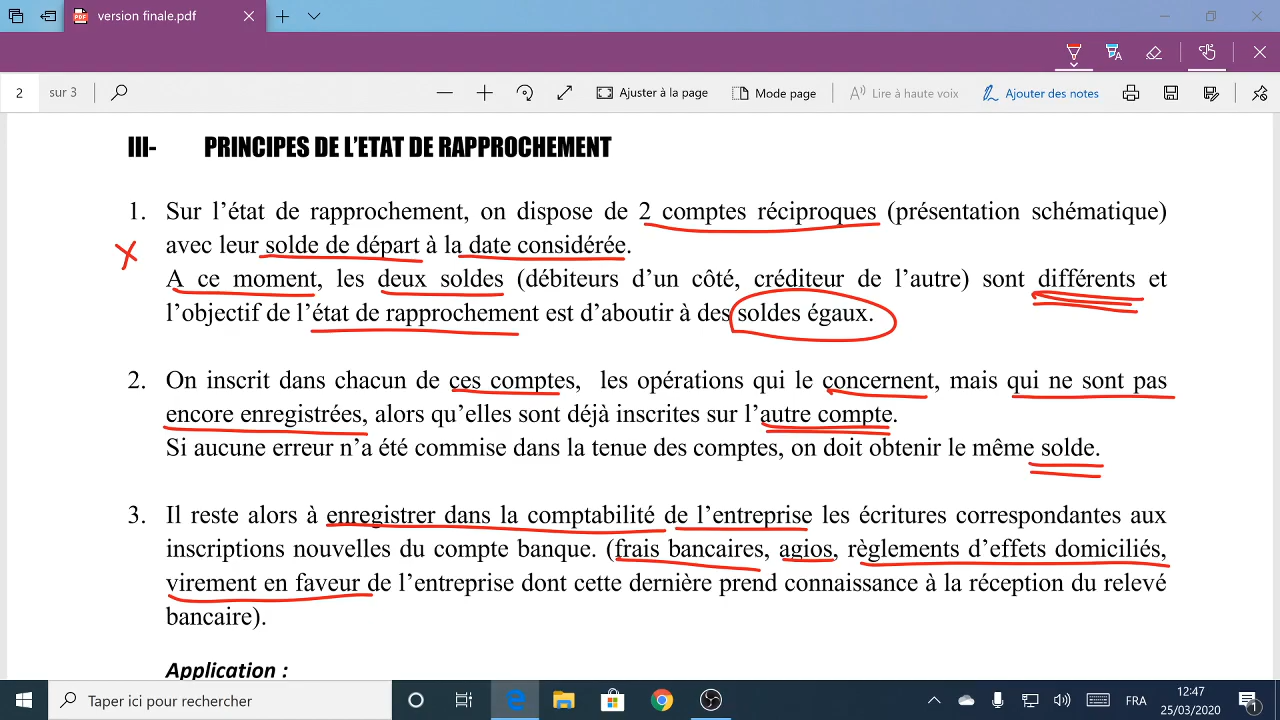 version finale.pdf
2 sur 3
Ajuster à la page
Mode page
Lire à haute voix
Ajouter des notes
III- PRINCIPES DE L’ETAT DE RAPPROCHEMENT
1. Sur l’état de rapprochement, on dispose de 2 comptes réciproques (présentation schématique)
avec leur solde de départ à la date considérée.
A ce moment, les deux soldes (débiteurs d’un côté, créditeur de l’autre) sont différents et
l’objectif de l’état de rapprochement est d’aboutir à des soldes égaux.
2. On inscrit dans chacun de ces comptes, les opérations qui le concernent, mais qui ne sont pas
encore enregistrées, alors qu’elles sont déjà inscrites sur l’autre compte.
Si aucune erreur n’a été commise dans la tenue des comptes, on doit obtenir le même solde.
3. Il reste alors à enregistrer dans la comptabilité de l’entreprise les écritures correspondantes aux
inscriptions nouvelles du compte banque. (frais bancaires, agios, règlements d’effets domiciliés,
virement en faveur de l’entreprise dont cette dernière prend connaissance à la réception du relevé
bancaire).
Application :
Taper ici pour rechercher
FRA
12:47
25/03/2020
1